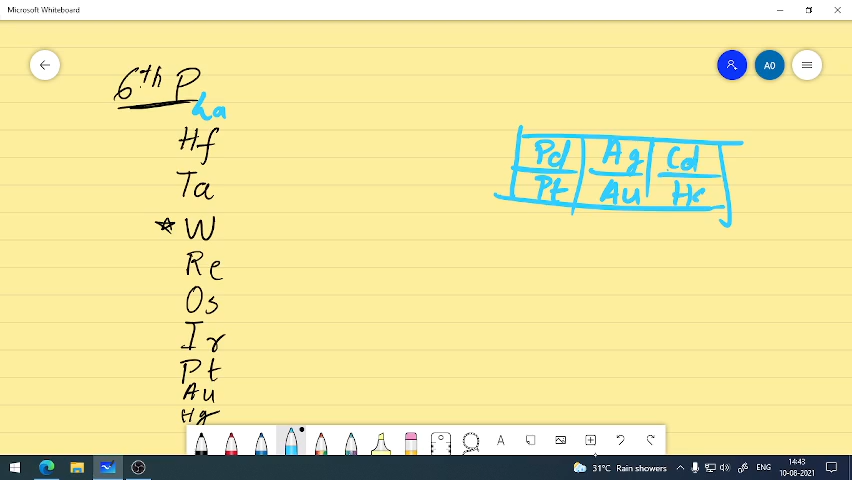 Microsoft Whiteboard
A0
6th P
La
Hf
Ta
W
Re
Os
Ir
Pt
Au
Hg
Pd Ag Cd
Pt Au Hg
A
31°C Rain showers
ENG
14:43
10-08-2021